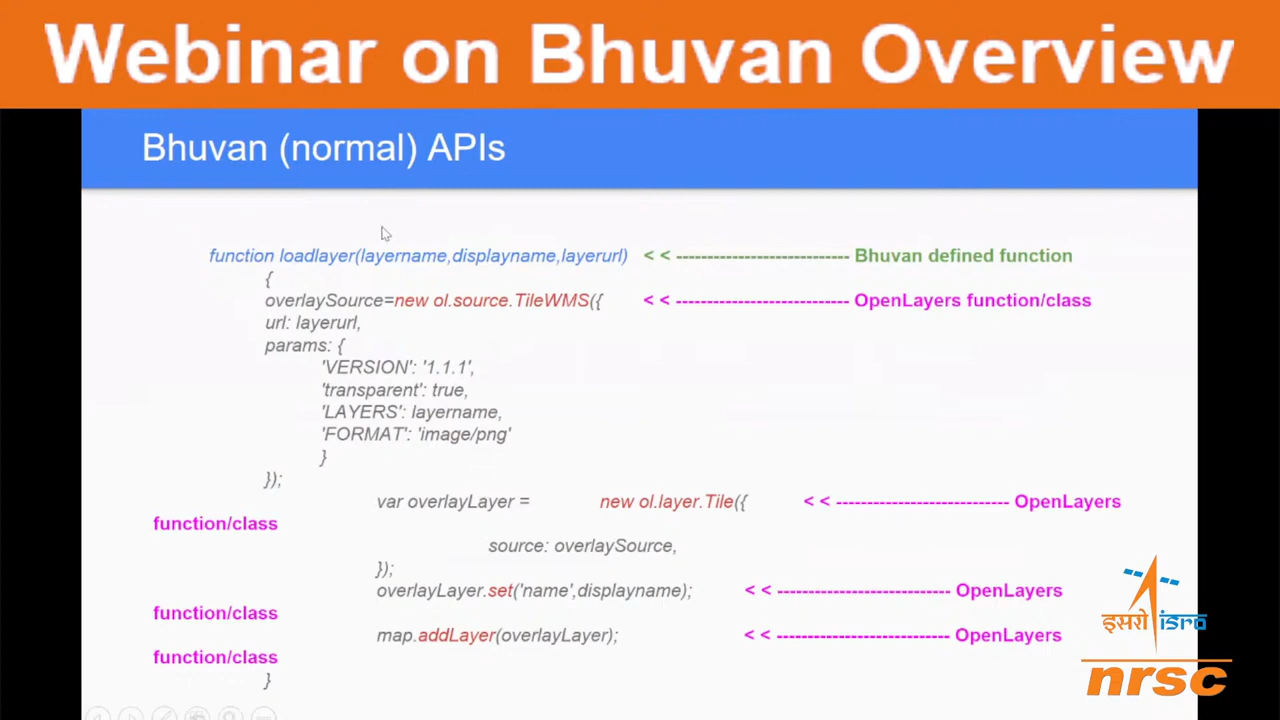 Webinar on Bhuvan Overview
Bhuvan (normal) APIs
function loadlayer(layername,displayname,layerurl) < < ---------------------------- Bhuvan defined function
{
overlaySource=new ol.source.TileWMS({ < < ---------------------------- OpenLayers function/class
url: layerurl,
params: {
'VERSION': '1.1.1',
'transparent': true,
'LAYERS': layername,
'FORMAT': 'image/png'
}
});
var overlayLayer = new ol.layer.Tile({ < < ---------------------------- OpenLayers
function/class
source: overlaySource,
});
overlayLayer.set('name',displayname); < < ---------------------------- OpenLayers
function/class
map.addLayer(overlayLayer); < < ---------------------------- OpenLayers
function/class
}
इसरो isro
nrsc